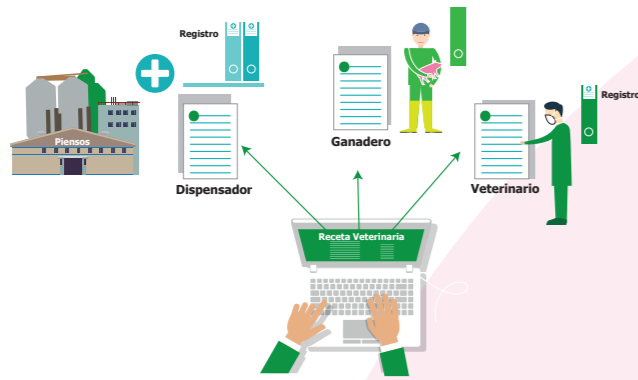 Registro
Piensos
Dispensador
Ganadero
Registro
Veterinario
Receta Veterinaria